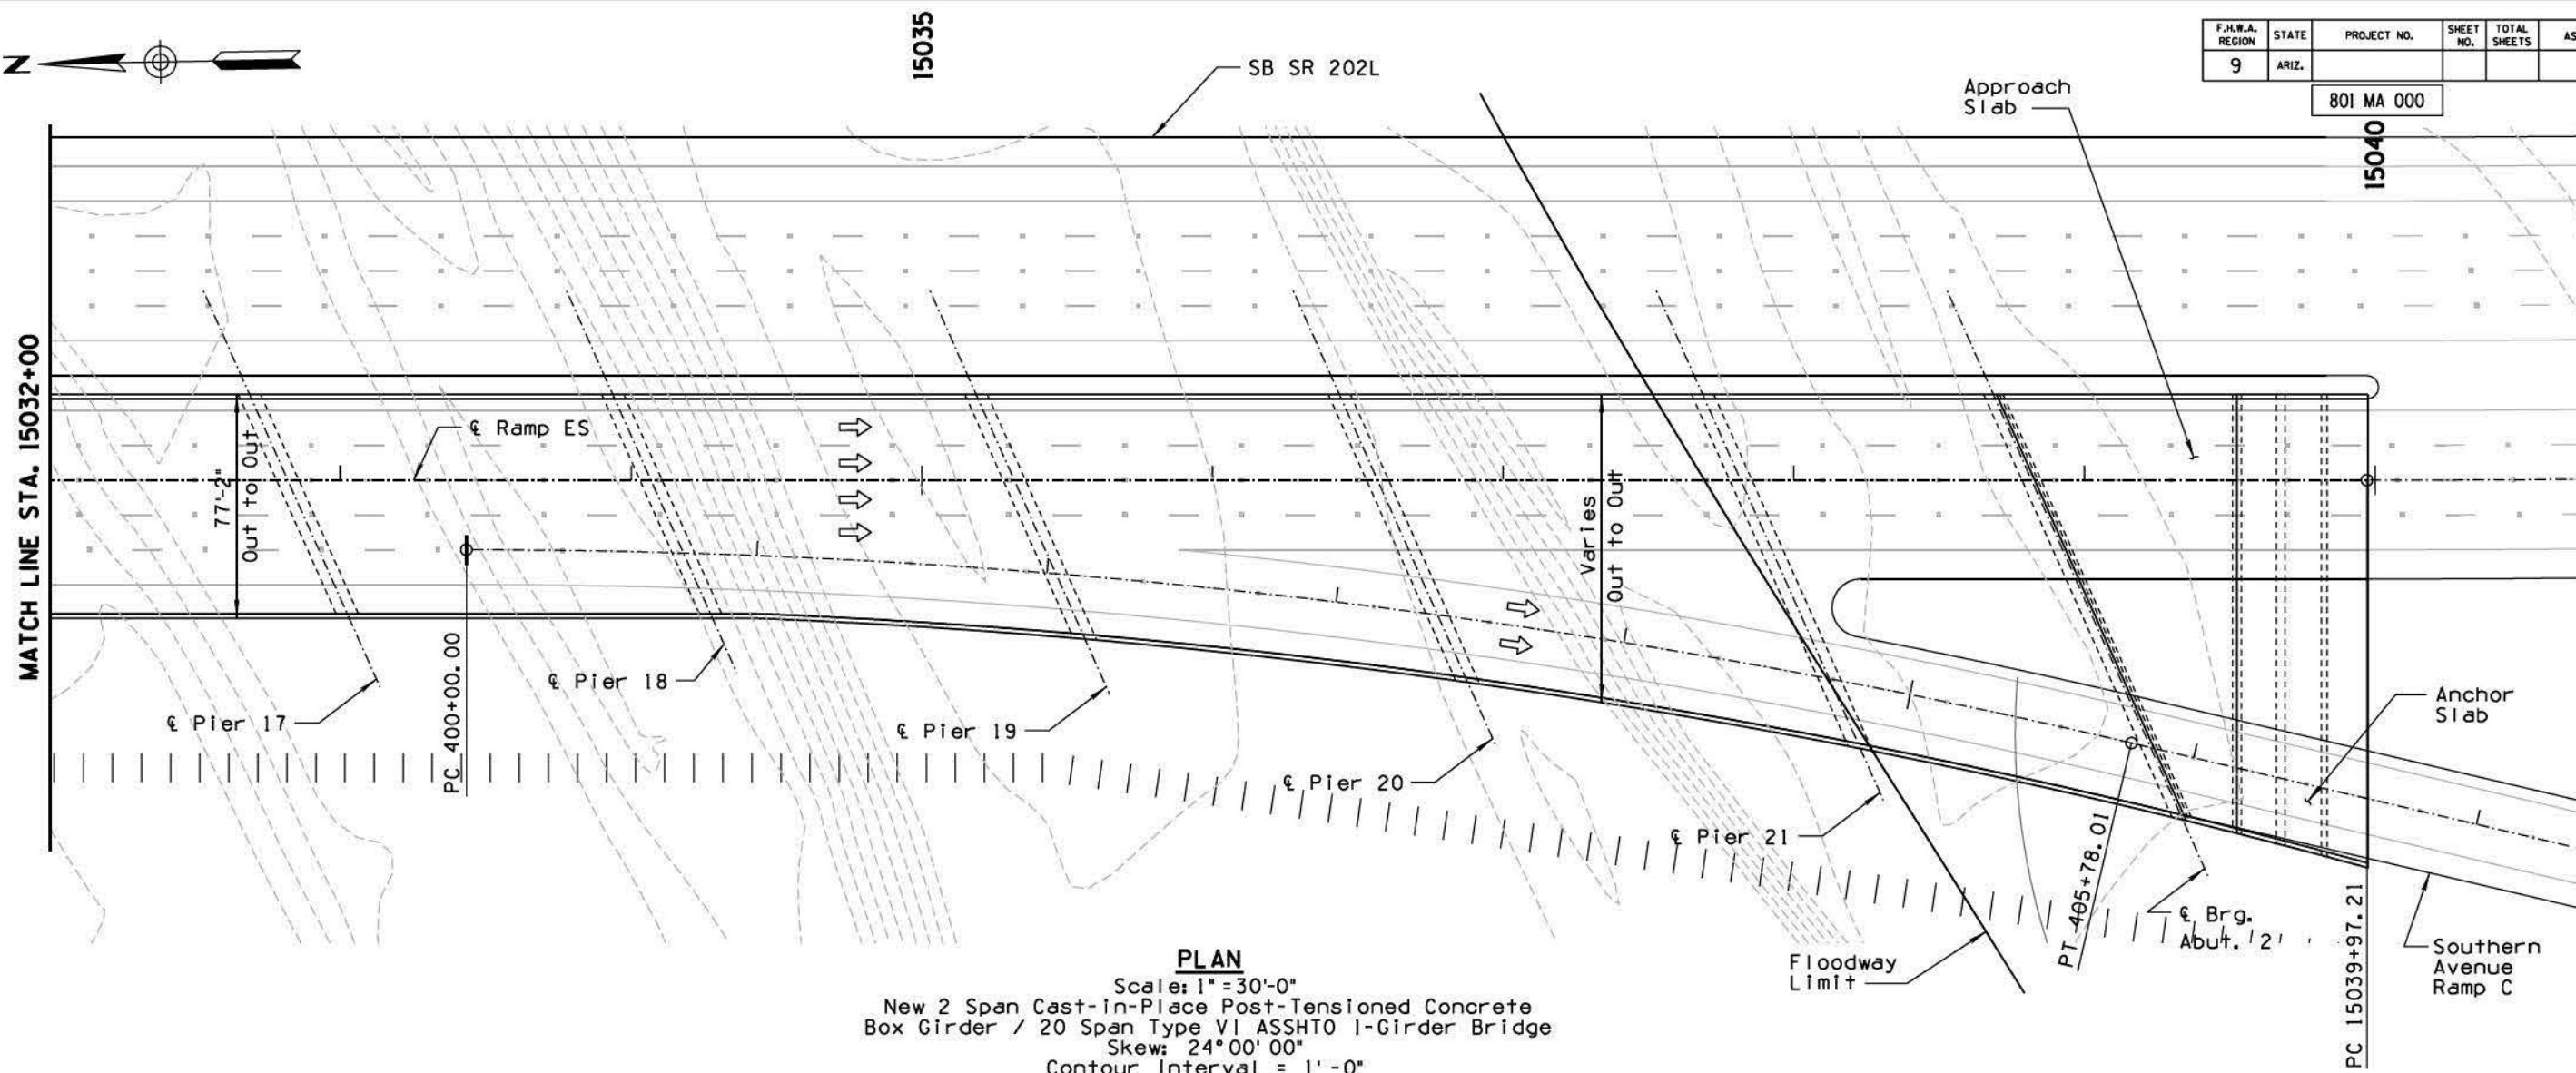 N
15035
SB SR 202L
Approach
Slab
F.H.W.A.
REGION
STATE
PROJECT NO.
SHEET
NO.
TOTAL
SHEETS
AS
9
ARIZ.
801 MA 000
15040
MATCH LINE STA. 15032+00
77'-2"
Out to Out
℄ Ramp ES
Varies
Out to Out
℄ Pier 17
PC 400+00.00
℄ Pier 18
℄ Pier 19
℄ Pier 20
℄ Pier 21
Anchor
Slab
PT 405+78.01
℄ Brg.
Abut. 2
PC 15039+97.21
Southern
Avenue
Ramp C
Floodway
Limit
PLAN
Scale: 1" =30'-0"
New 2 Span Cast-in-Place Post-Tensioned Concrete
Box Girder / 20 Span Type VI ASSHTO I-Girder Bridge
Skew: 24°00'00"
Contour Interval = 1'-0"